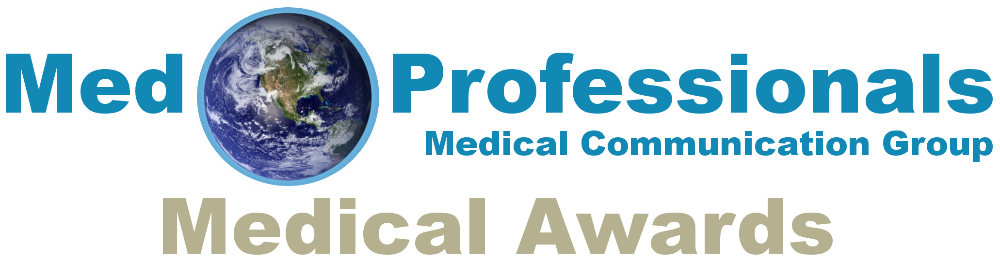 Med Professionals
Medical Communication Group
Medical Awards